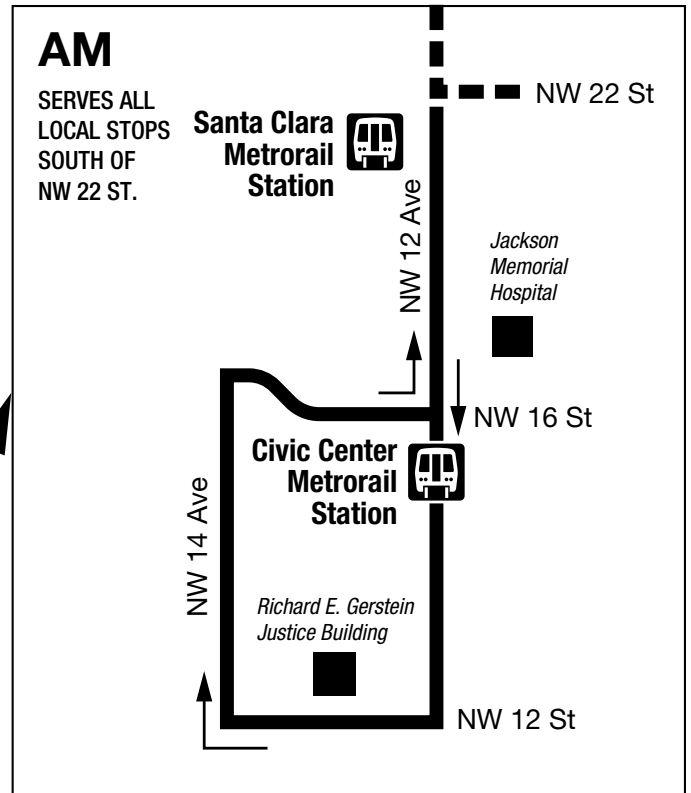 AM
SERVES ALL
LOCAL STOPS
SOUTH OF
NW 22 ST.
NW 22 St
Santa Clara
Metrorail
Station
NW 12 Ave
Jackson
Memorial
Hospital
NW 16 St
Civic Center
Metrorail
Station
NW 14 Ave
Richard E. Gerstein
Justice Building
NW 12 St